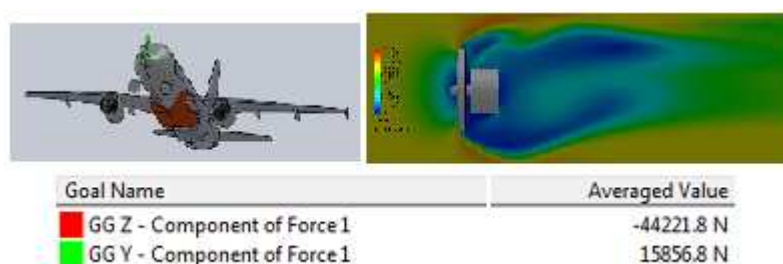 Goal Name Averaged Value
GG Z - Component of Force 1 -44221.8 N
GG Y - Component of Force 1 15856.8 N